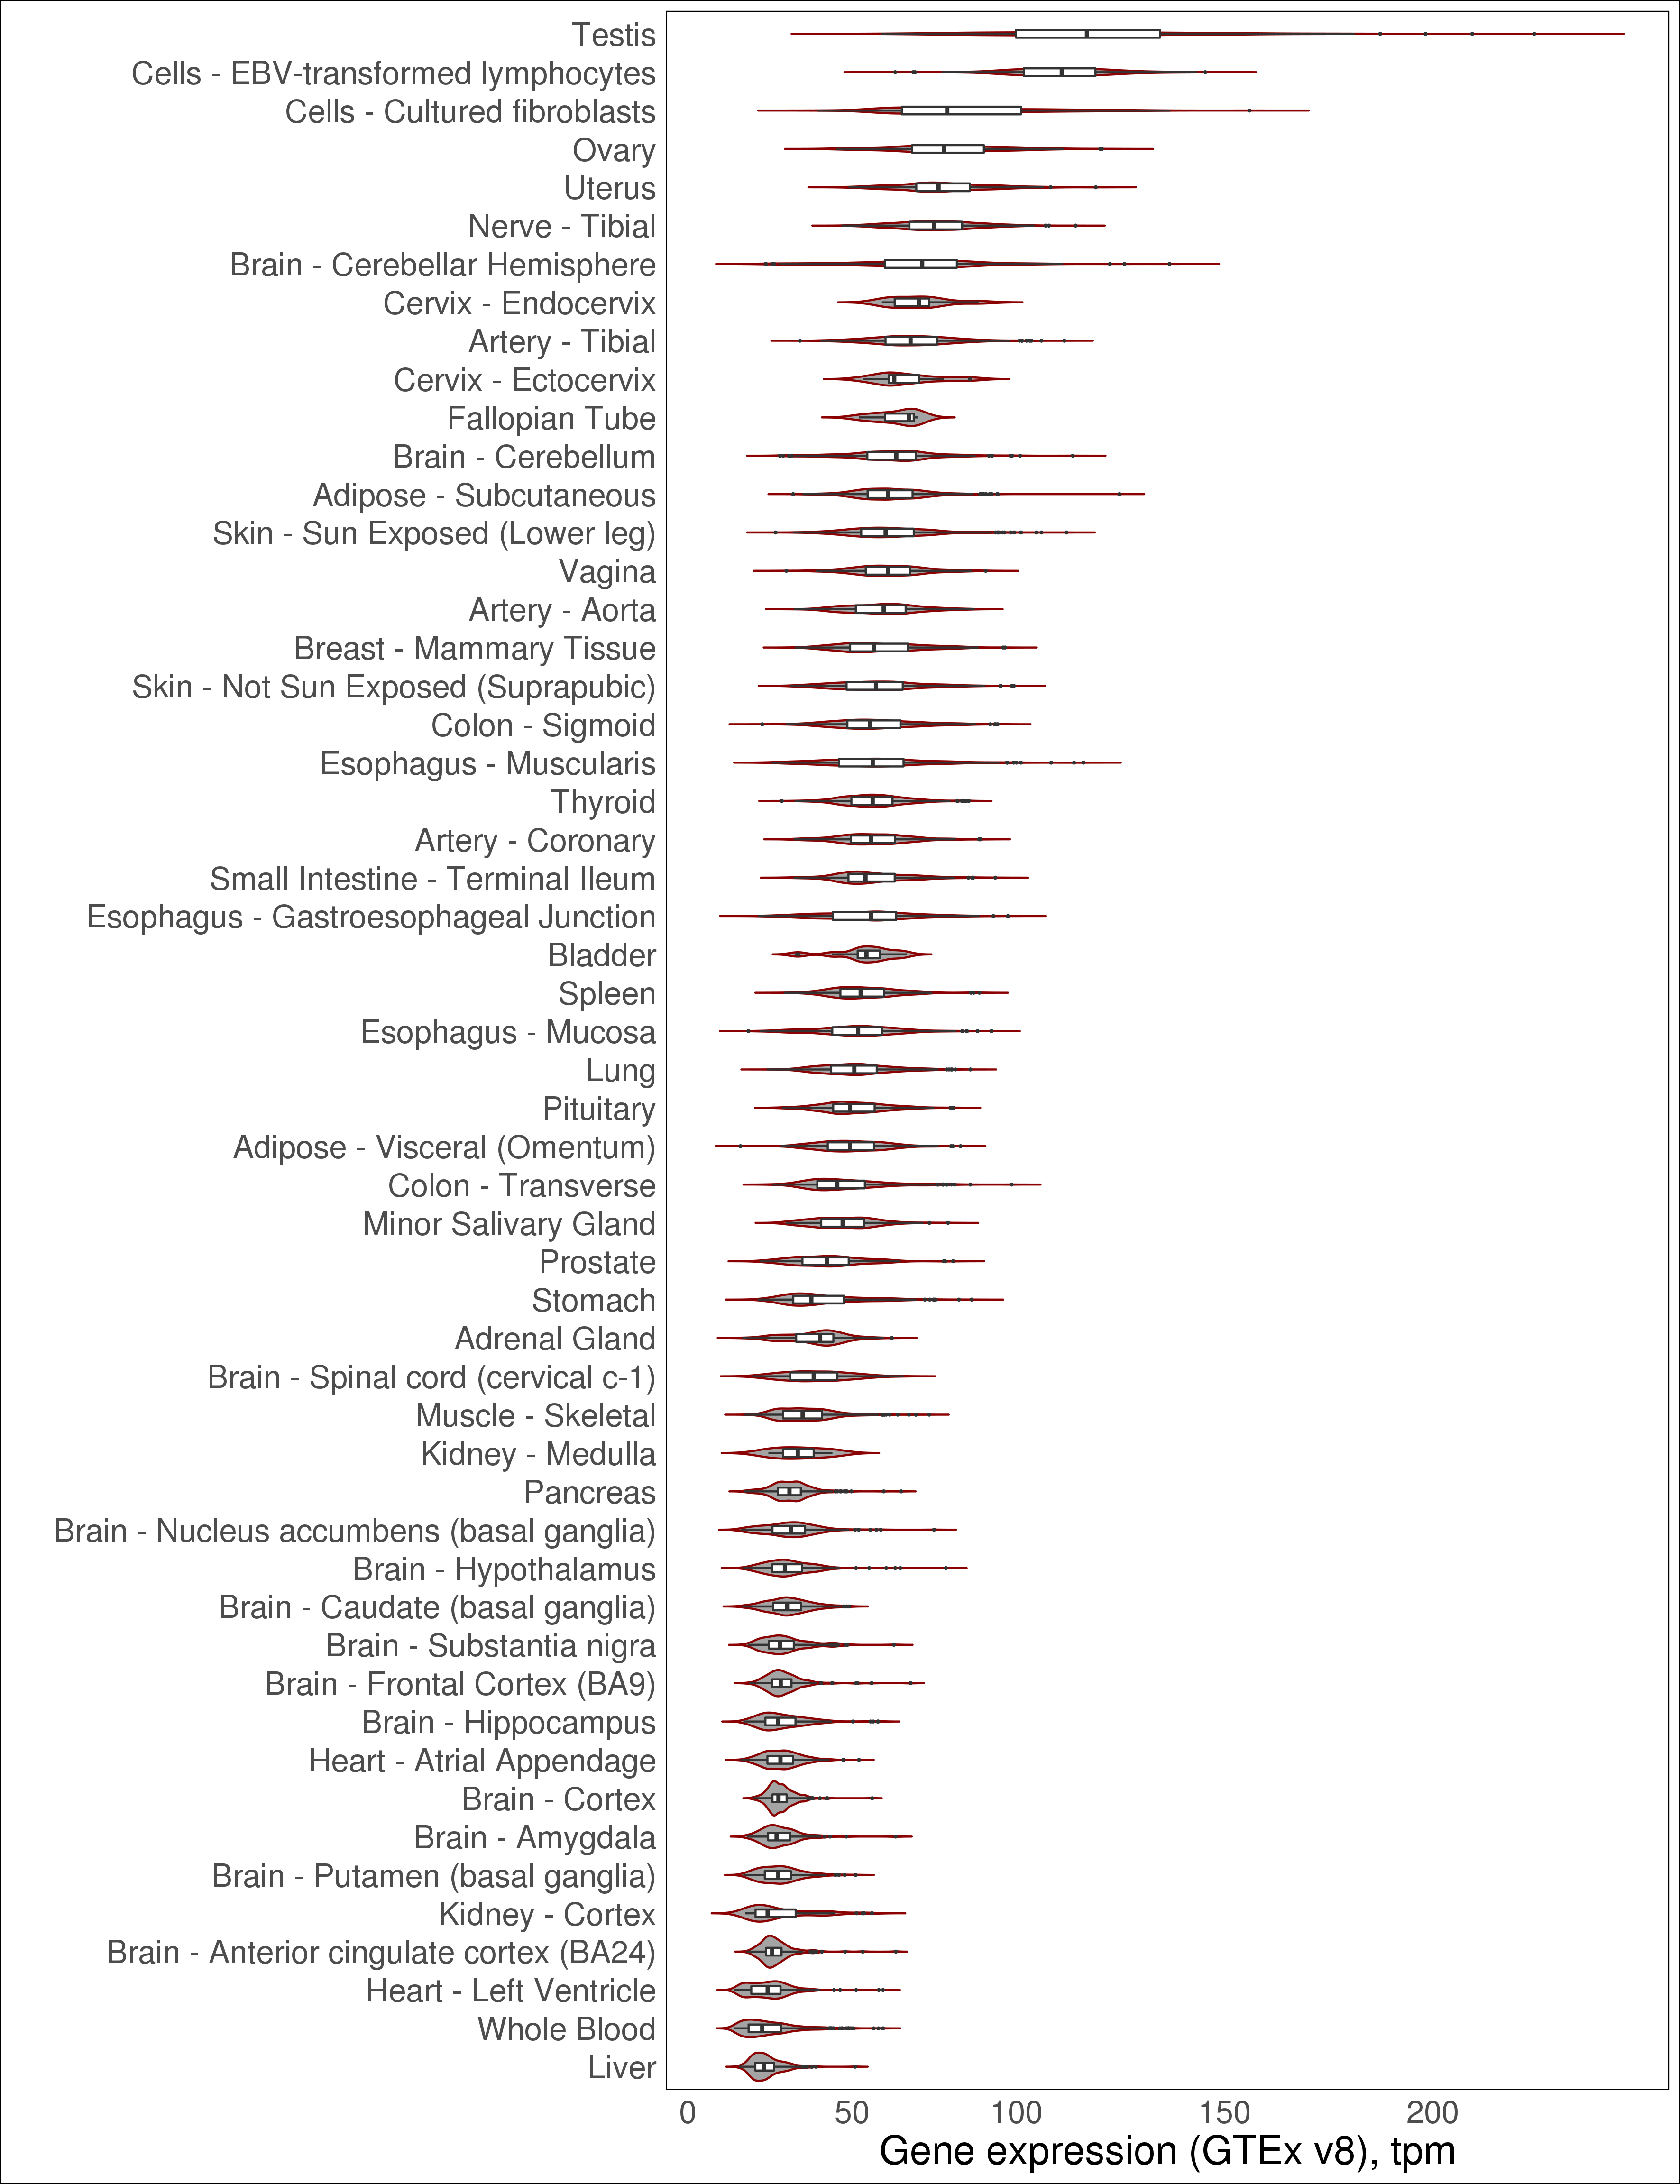 Testis
Cells - EBV-transformed lymphocytes
Cells - Cultured fibroblasts
Ovary
Uterus
Nerve - Tibial
Brain - Cerebellar Hemisphere
Cervix - Endocervix
Artery - Tibial
Cervix - Ectocervix
Fallopian Tube
Brain - Cerebellum
Adipose - Subcutaneous
Skin - Sun Exposed (Lower leg)
Vagina
Artery - Aorta
Breast - Mammary Tissue
Skin - Not Sun Exposed (Suprapubic)
Colon - Sigmoid
Esophagus - Muscularis
Thyroid
Artery - Coronary
Small Intestine - Terminal Ileum
Esophagus - Gastroesophageal Junction
Bladder
Spleen
Esophagus - Mucosa
Lung
Pituitary
Adipose - Visceral (Omentum)
Colon - Transverse
Minor Salivary Gland
Prostate
Stomach
Adrenal Gland
Brain - Spinal cord (cervical c-1)
Muscle - Skeletal
Kidney - Medulla
Pancreas
Brain - Nucleus accumbens (basal ganglia)
Brain - Hypothalamus
Brain - Caudate (basal ganglia)
Brain - Substantia nigra
Brain - Frontal Cortex (BA9)
Brain - Hippocampus
Heart - Atrial Appendage
Brain - Cortex
Brain - Amygdala
Brain - Putamen (basal ganglia)
Kidney - Cortex
Brain - Anterior cingulate cortex (BA24)
Heart - Left Ventricle
Whole Blood
Liver
0 50 100 150 200
Gene expression (GTEx v8), tpm